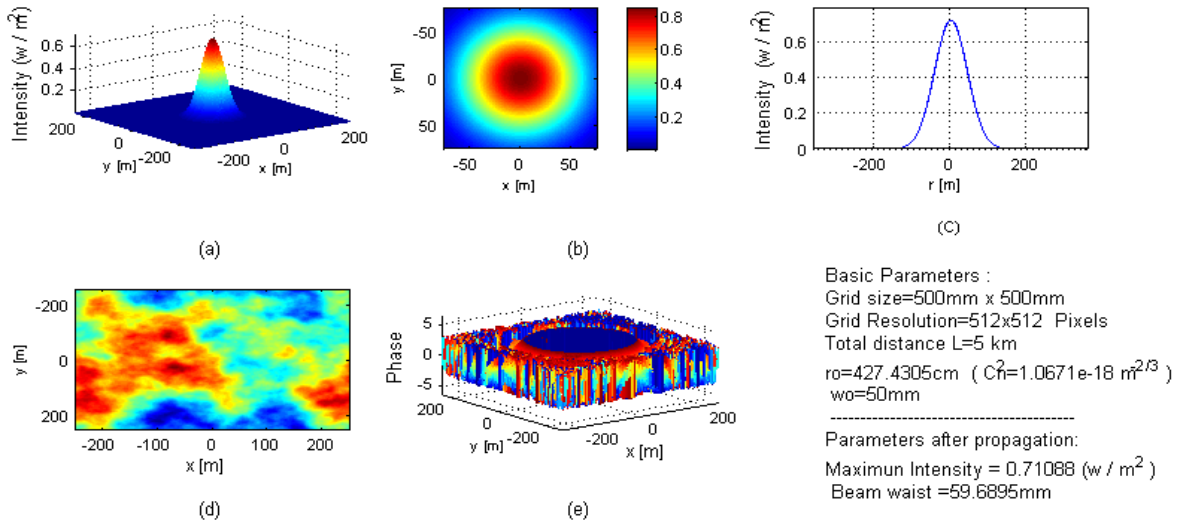 Intensity (w / m²)
0.6
0.4
0.2
200
0
-200
y [m]
-200
0
200
x [m]
(a)
-50
0
50
y [m]
-50
0
50
x [m]
0.8
0.6
0.4
0.2
(b)
Intensity (w / m²)
0.6
0.4
0.2
0
-200
0
200
r [m]
(C)
-200
0
200
y [m]
-200
-100
0
100
200
x [m]
(d)
Phase
5
0
-5
200
0
-200
y [m]
-200
0
200
x [m]
(e)
Basic Parameters :
Grid size=500mm x 500mm
Grid Resolution=512x512 Pixels
Total distance L=5 km
ro=427.4305cm ( Cn²=1.0671e-18 m^2/3 )
wo=50mm
------------------------------------
Parameters after propagation:
Maximun Intensity = 0.71088 (w / m² )
Beam waist =59.6895mm